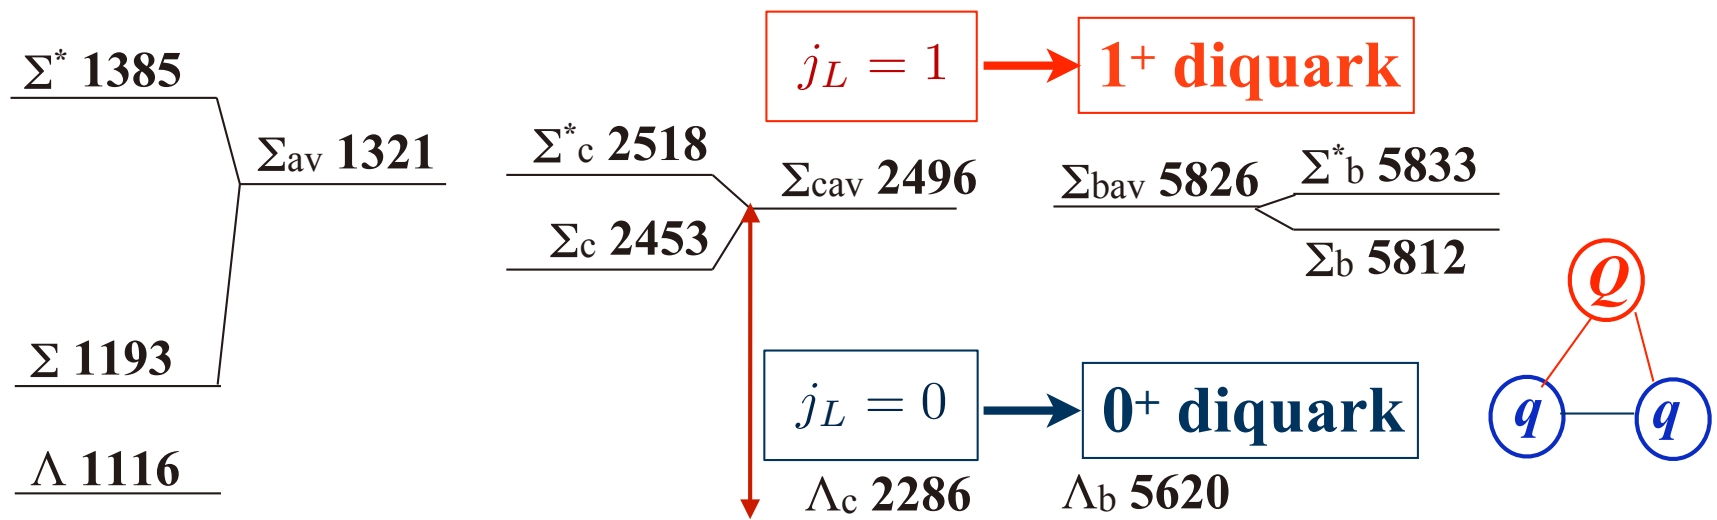 Σ* 1385
Σav 1321
Σ 1193
Λ 1116
Σ*c 2518
Σcav 2496
Σc 2453
j_L = 1
1⁺ diquark
Σbav 5826
Σ*b 5833
Σb 5812
j_L = 0
0⁺ diquark
Λc 2286
Λb 5620
Q
q
q